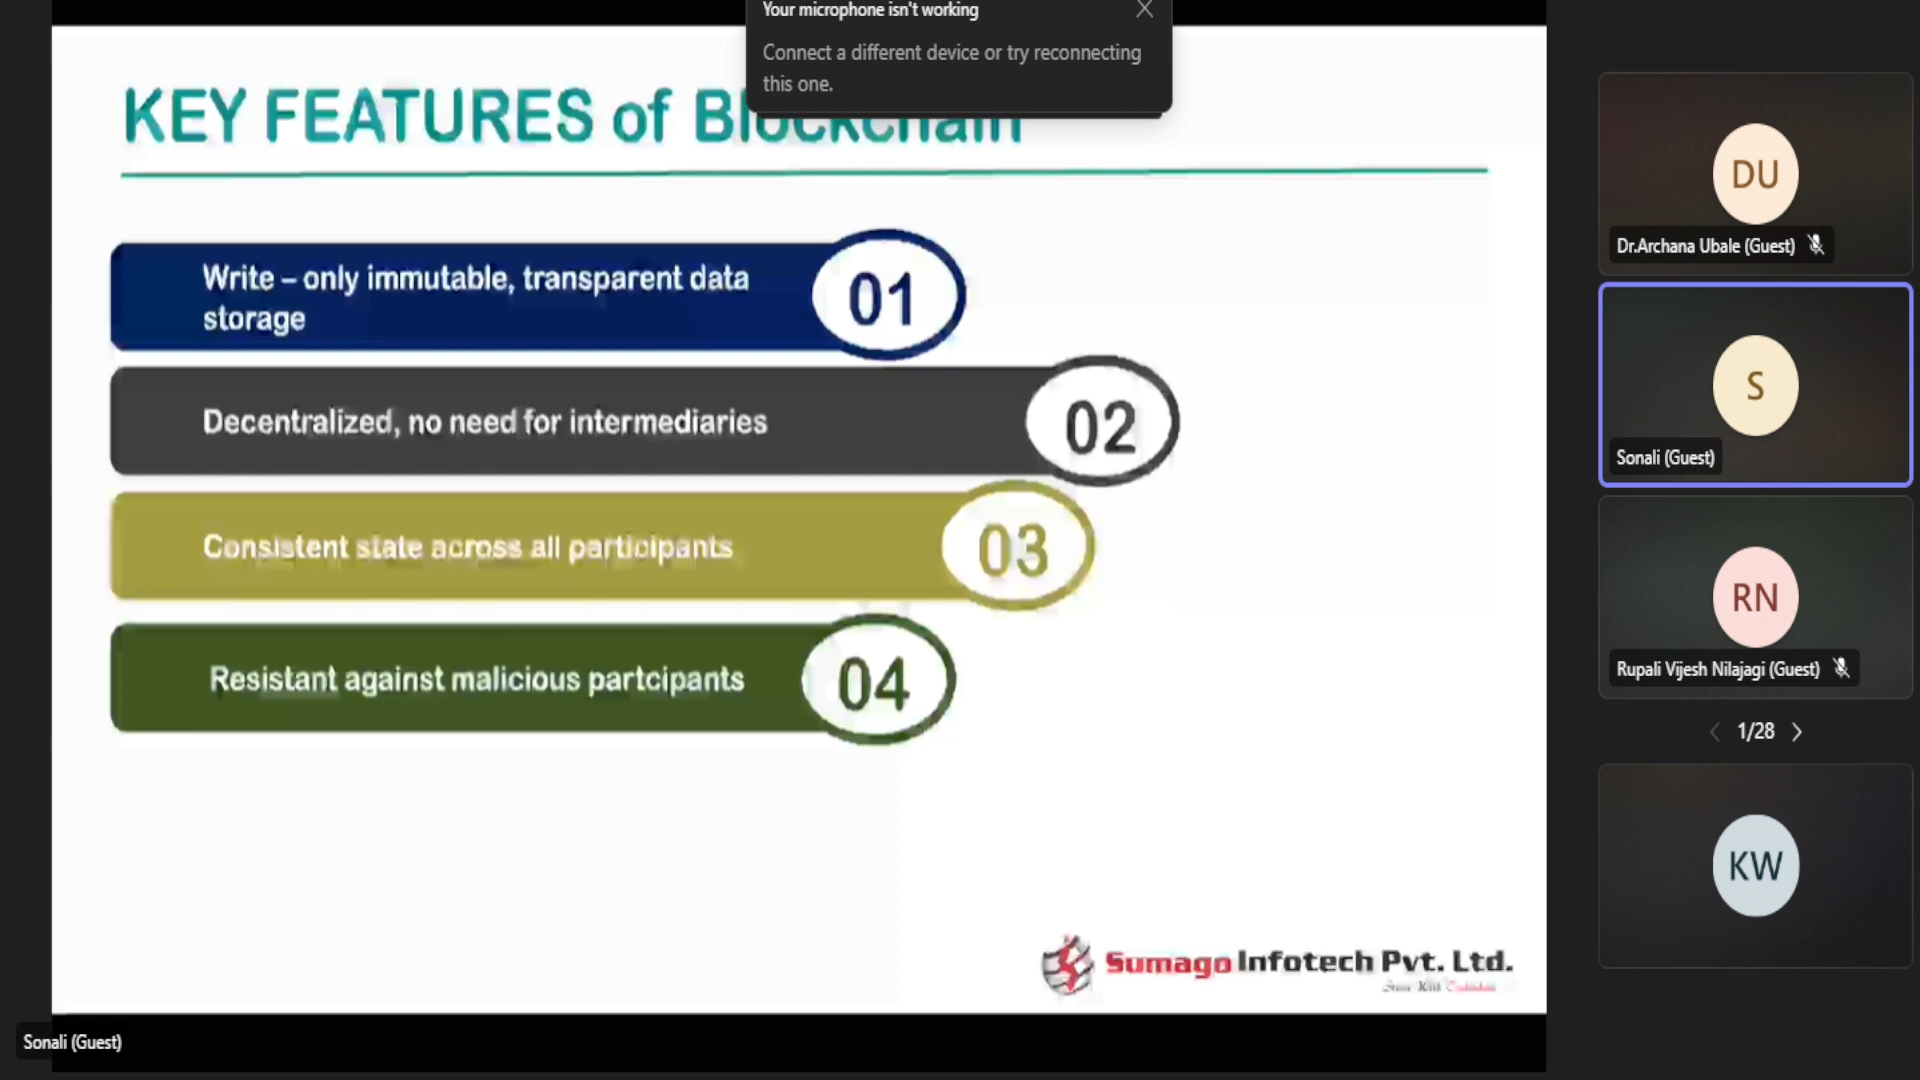 Your microphone isn't working
Connect a different device or try reconnecting
this one.
KEY FEATURES of Blockchain
Write – only immutable, transparent data
storage
01
Decentralized, no need for intermediaries
02
Consistent state across all participants
03
Resistant against malicious partcipants
04
Sumago Infotech Pvt. Ltd.
Sonali (Guest)
DU
Dr.Archana Ubale (Guest)
S
Sonali (Guest)
RN
Rupali Vijesh Nilajagi (Guest)
1/28
KW